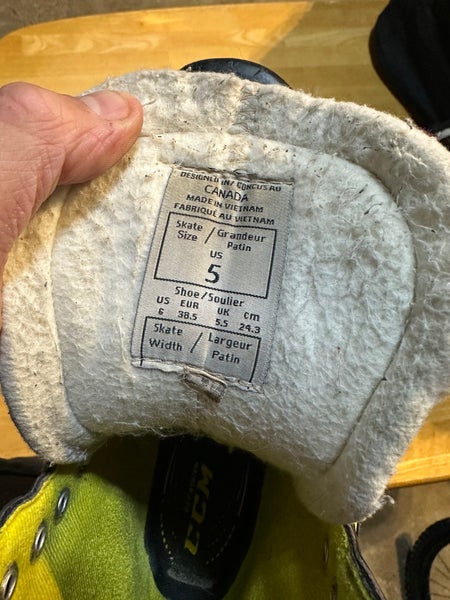 DESIGNED IN / CONCUS AU
CANADA
MADE IN VIETNAM
FABRIQUÉ AU VIETNAM
Skate / Grandeur
Size Patin
US
5
Shoe/Soulier
US EUR UK cm
6 38.5 5.5 24.3
Skate / Largeur
Width Patin
CCM